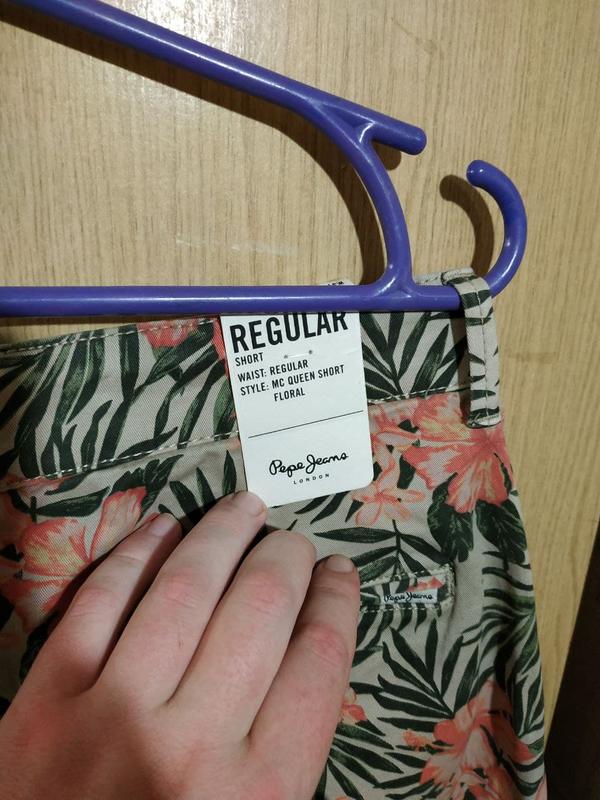 REGULAR
SHORT
WAIST: REGULAR
STYLE: MC QUEEN SHORT
FLORAL
Pepe Jeans
LONDON
Pepe Jeans